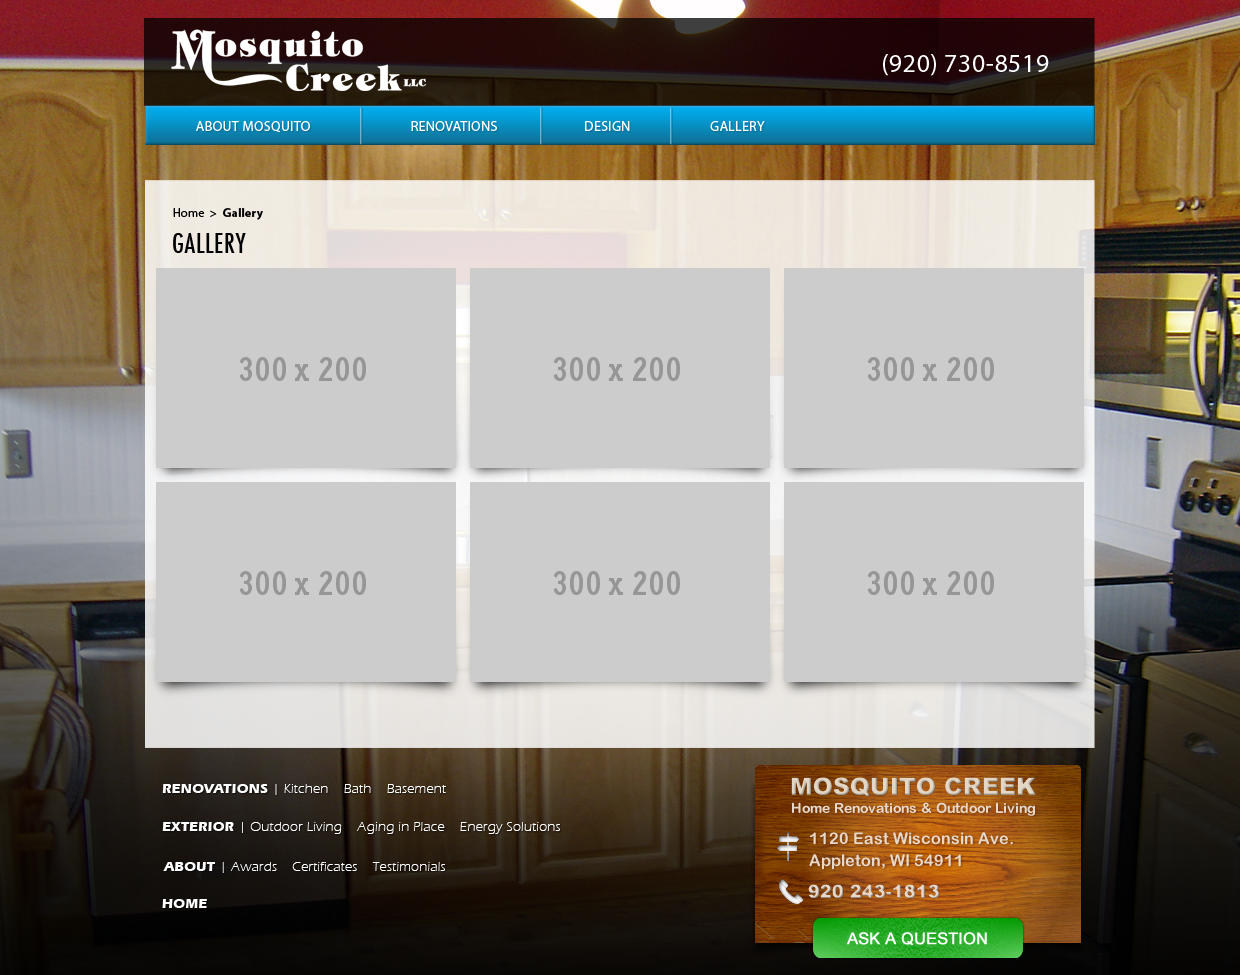 Mosquito
Creek LLC
(920) 730-8519
ABOUT MOSQUITO RENOVATIONS DESIGN GALLERY
Home > Gallery
GALLERY
300 x 200 300 x 200 300 x 200
300 x 200 300 x 200 300 x 200
RENOVATIONS | Kitchen Bath Basement
EXTERIOR | Outdoor Living Aging in Place Energy Solutions
ABOUT | Awards Certificates Testimonials
HOME
MOSQUITO CREEK
Home Renovations & Outdoor Living
1120 East Wisconsin Ave.
Appleton, WI 54911
920 243-1813
ASK A QUESTION